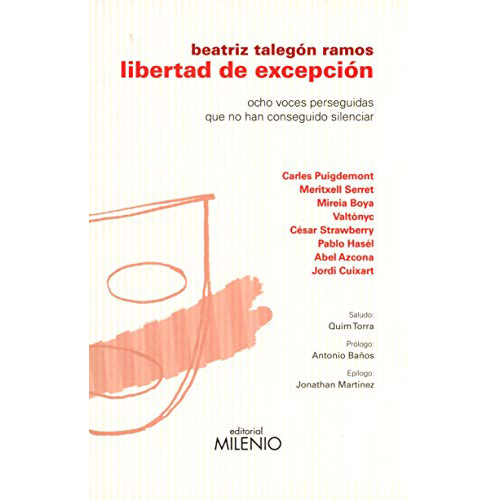 beatriz talegón ramos
libertad de excepción
ocho voces perseguidas
que no han conseguido silenciar
Carles Puigdemont
Meritxell Serret
Mireia Boya
Valtònyc
César Strawberry
Pablo Hasél
Abel Azcona
Jordi Cuixart
Saludo:
Quim Torra
Prólogo:
Antonio Baños
Epílogo:
Jonathan Martínez
editorial
MILENIO